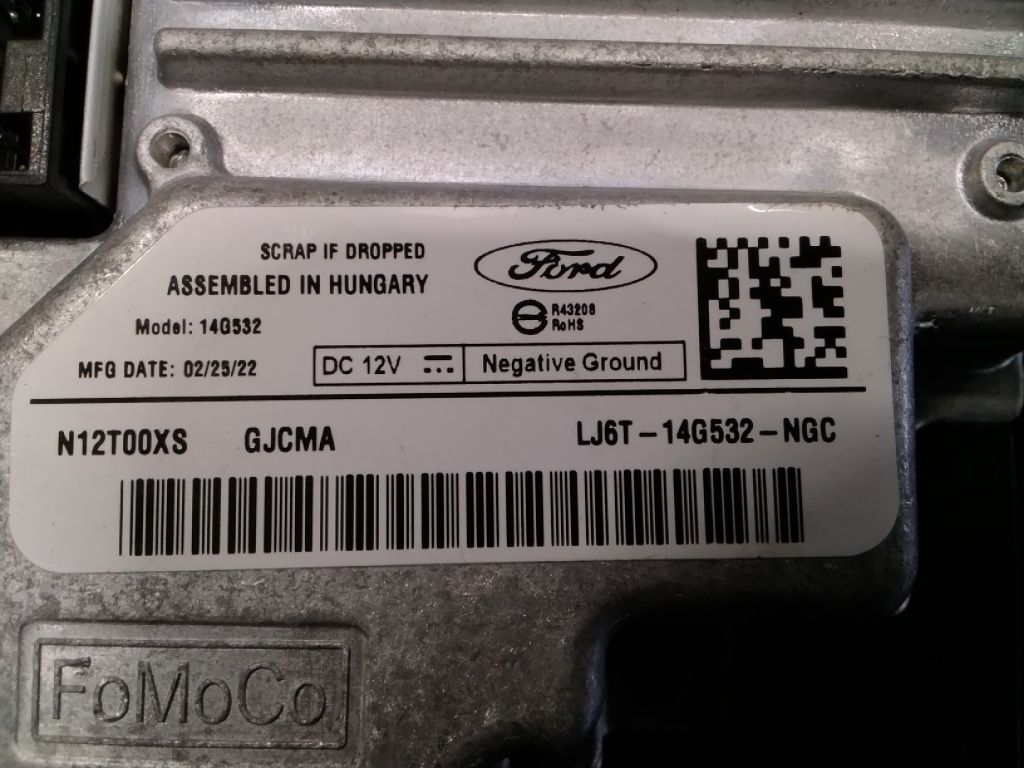 SCRAP IF DROPPED
ASSEMBLED IN HUNGARY
Model: 14G532
MFG DATE: 02/25/22
Ford
R43208
RoHS
DC 12V
Negative Ground
N12T00XS GJCMA LJ6T-14G532-NGC
FoMoCo